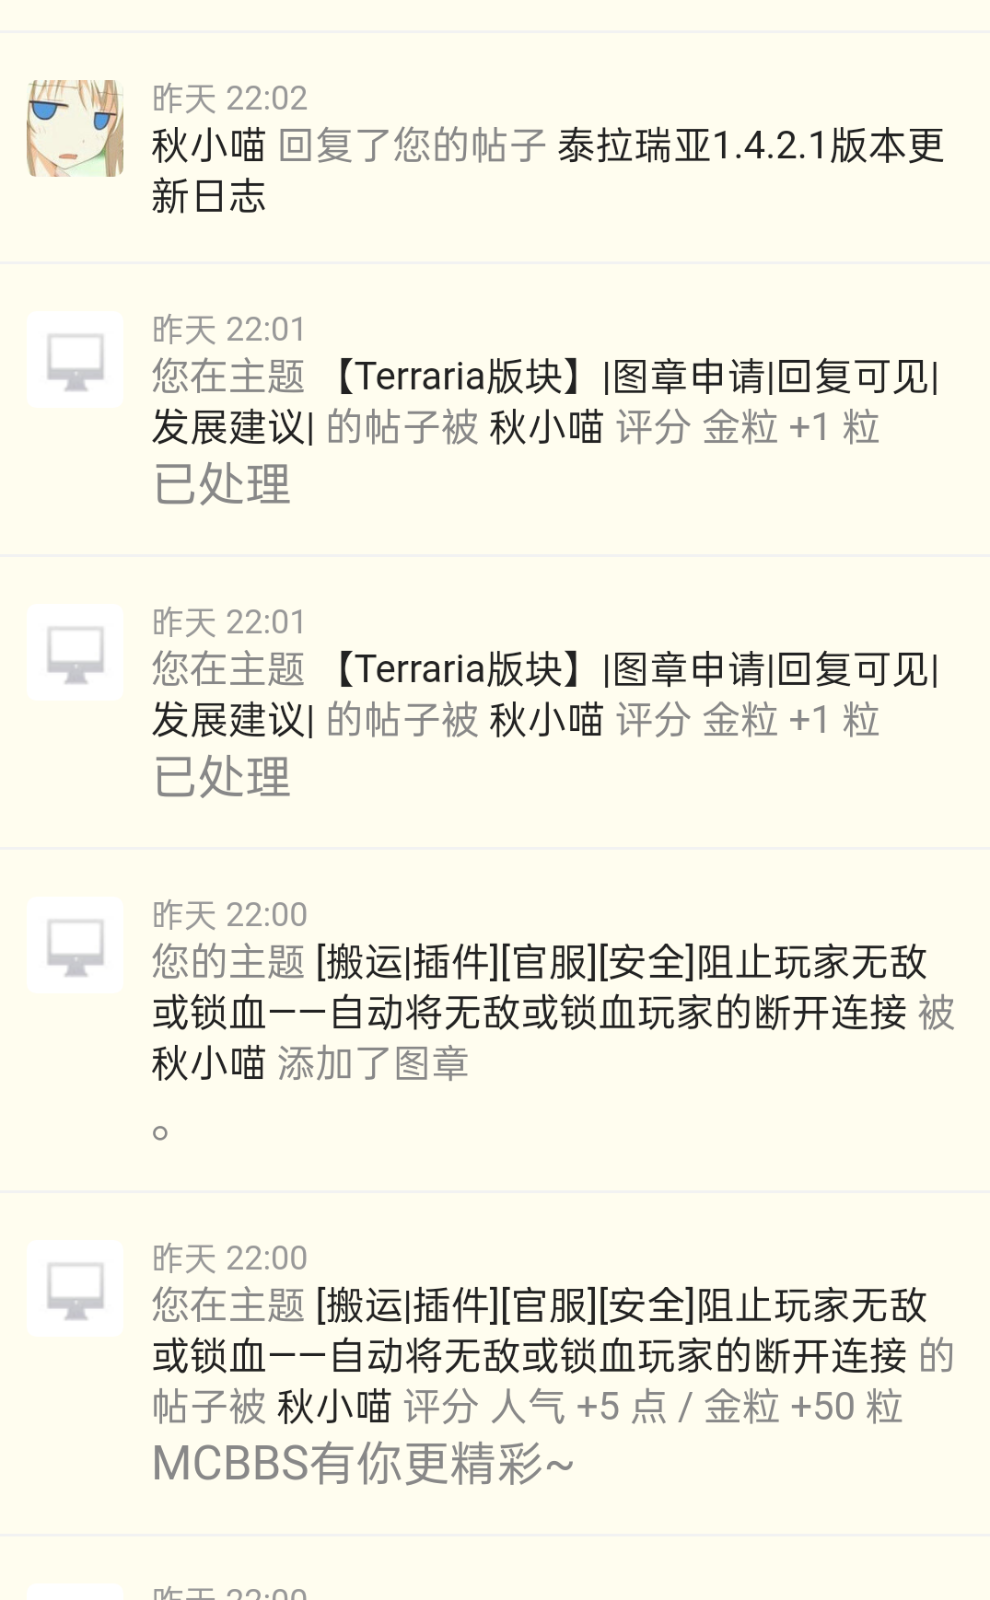 昨天 22:02
秋小喵 回复了您的帖子 泰拉瑞亚1.4.2.1版本更
新日志
昨天 22:01
您在主题 【Terraria版块】|图章申请|回复可见|
发展建议| 的帖子被 秋小喵 评分 金粒 +1 粒
已处理
昨天 22:01
您在主题 【Terraria版块】|图章申请|回复可见|
发展建议| 的帖子被 秋小喵 评分 金粒 +1 粒
已处理
昨天 22:00
您的主题 [搬运|插件][官服][安全]阻止玩家无敌
或锁血——自动将无敌或锁血玩家的断开连接 被
秋小喵 添加了图章
。
昨天 22:00
您在主题 [搬运|插件][官服][安全]阻止玩家无敌
或锁血——自动将无敌或锁血玩家的断开连接 的
帖子被 秋小喵 评分 人气 +5 点 / 金粒 +50 粒
MCBBS有你更精彩~
昨天 22:00